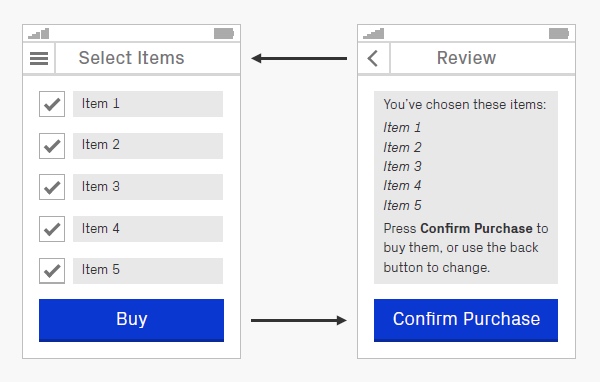 Select Items
Item 1
Item 2
Item 3
Item 4
Item 5
Buy
Review
You've chosen these items:
Item 1
Item 2
Item 3
Item 4
Item 5
Press Confirm Purchase to
buy them, or use the back
button to change.
Confirm Purchase